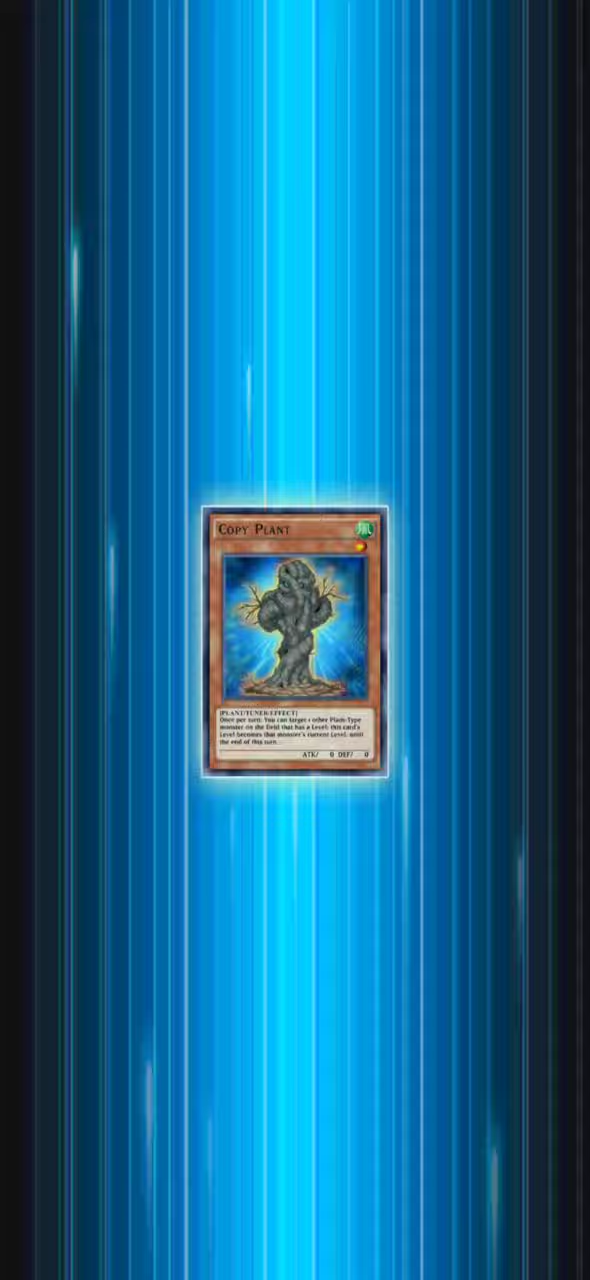 COPY PLANT
風
[PLANT/TUNER/EFFECT]
Once per turn: You can target 1 other Plant-Type
monster on the field that has a Level; this card's
Level becomes that monster's current Level, until
the end of this turn.
ATK/ 0 DEF/ 0